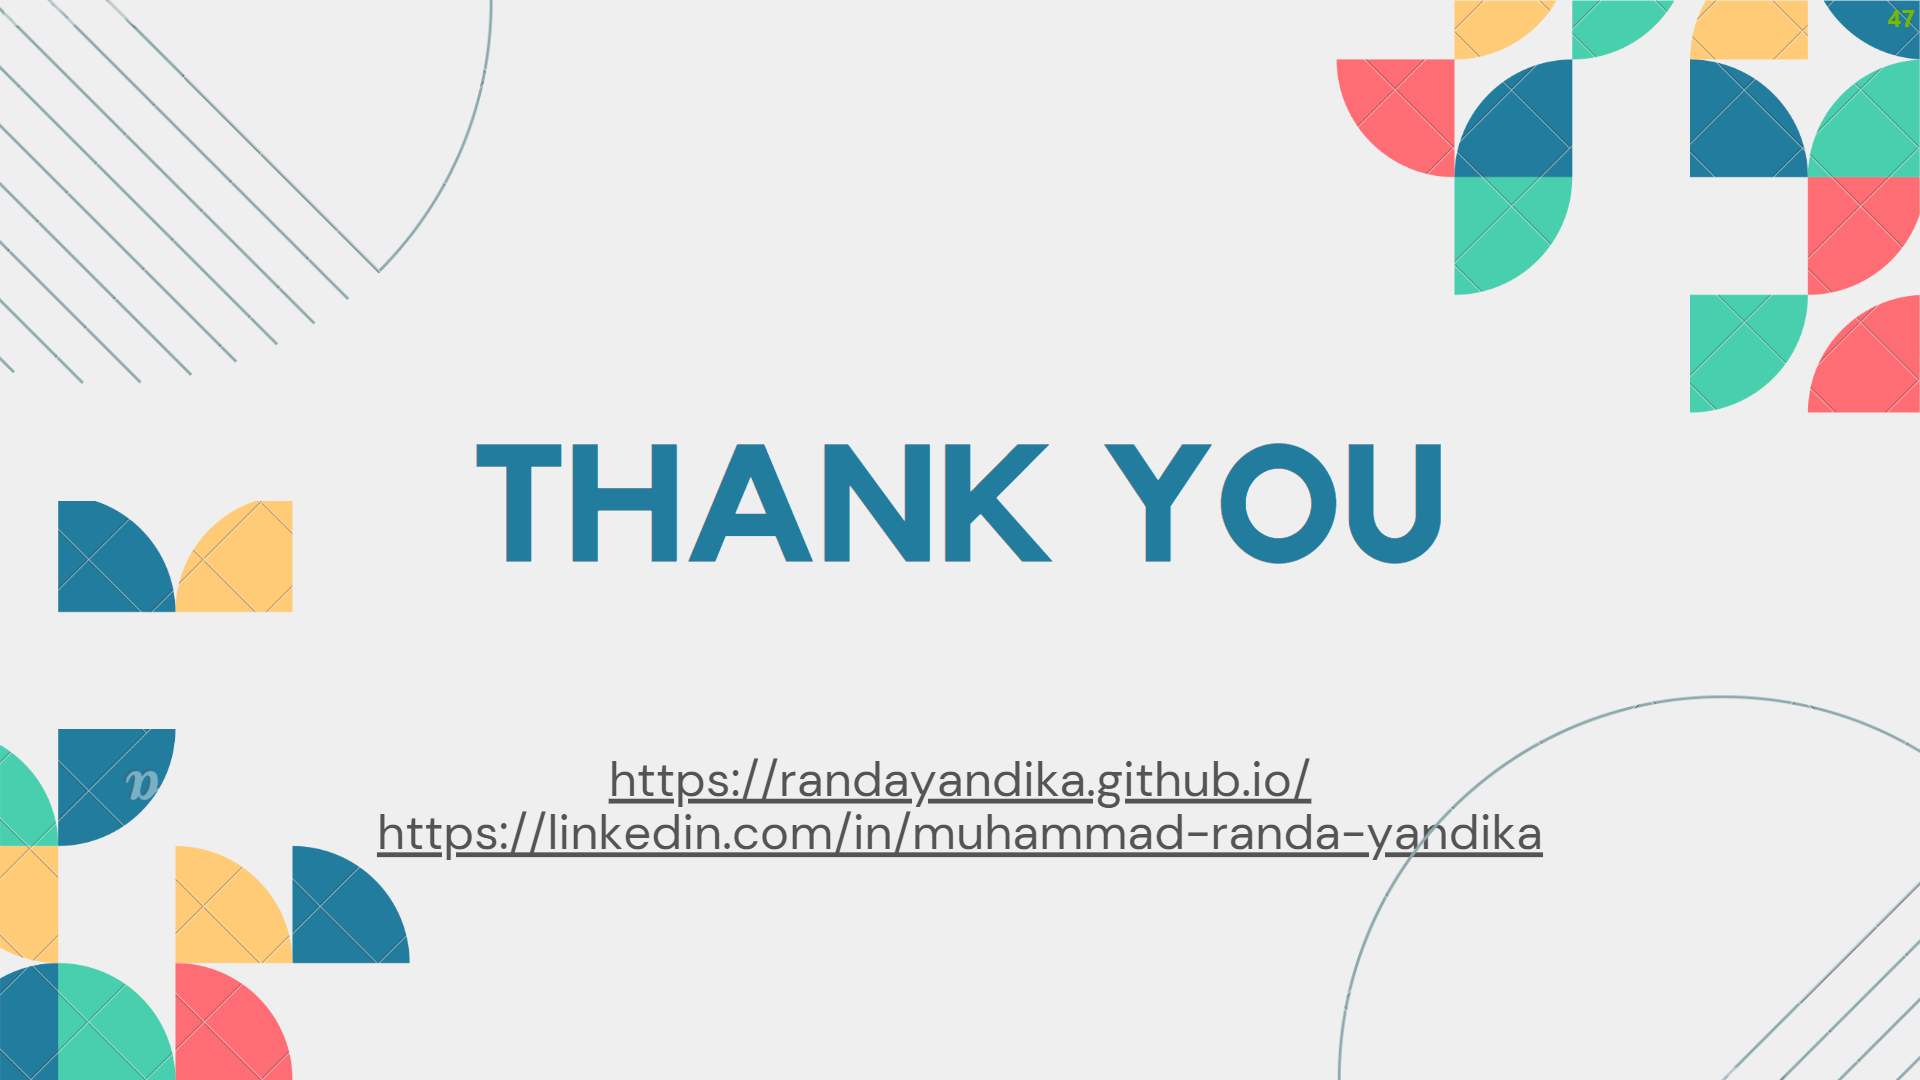 47
THANK YOU
https://randayandika.github.io/
https://linkedin.com/in/muhammad-randa-yandika